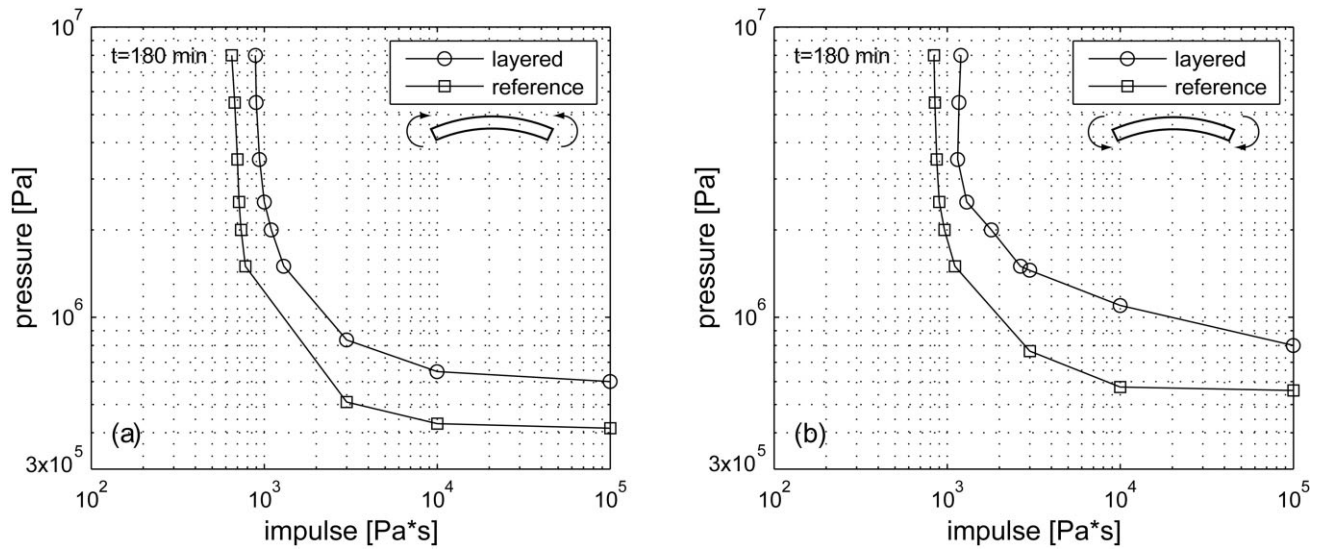 10^7
t=180 min
layered
reference
pressure [Pa]
10^6
(a)
3x10^5
10^2
10^3
10^4
10^5
impulse [Pa*s]
10^7
t=180 min
layered
reference
pressure [Pa]
10^6
(b)
3x10^5
10^2
10^3
10^4
10^5
impulse [Pa*s]